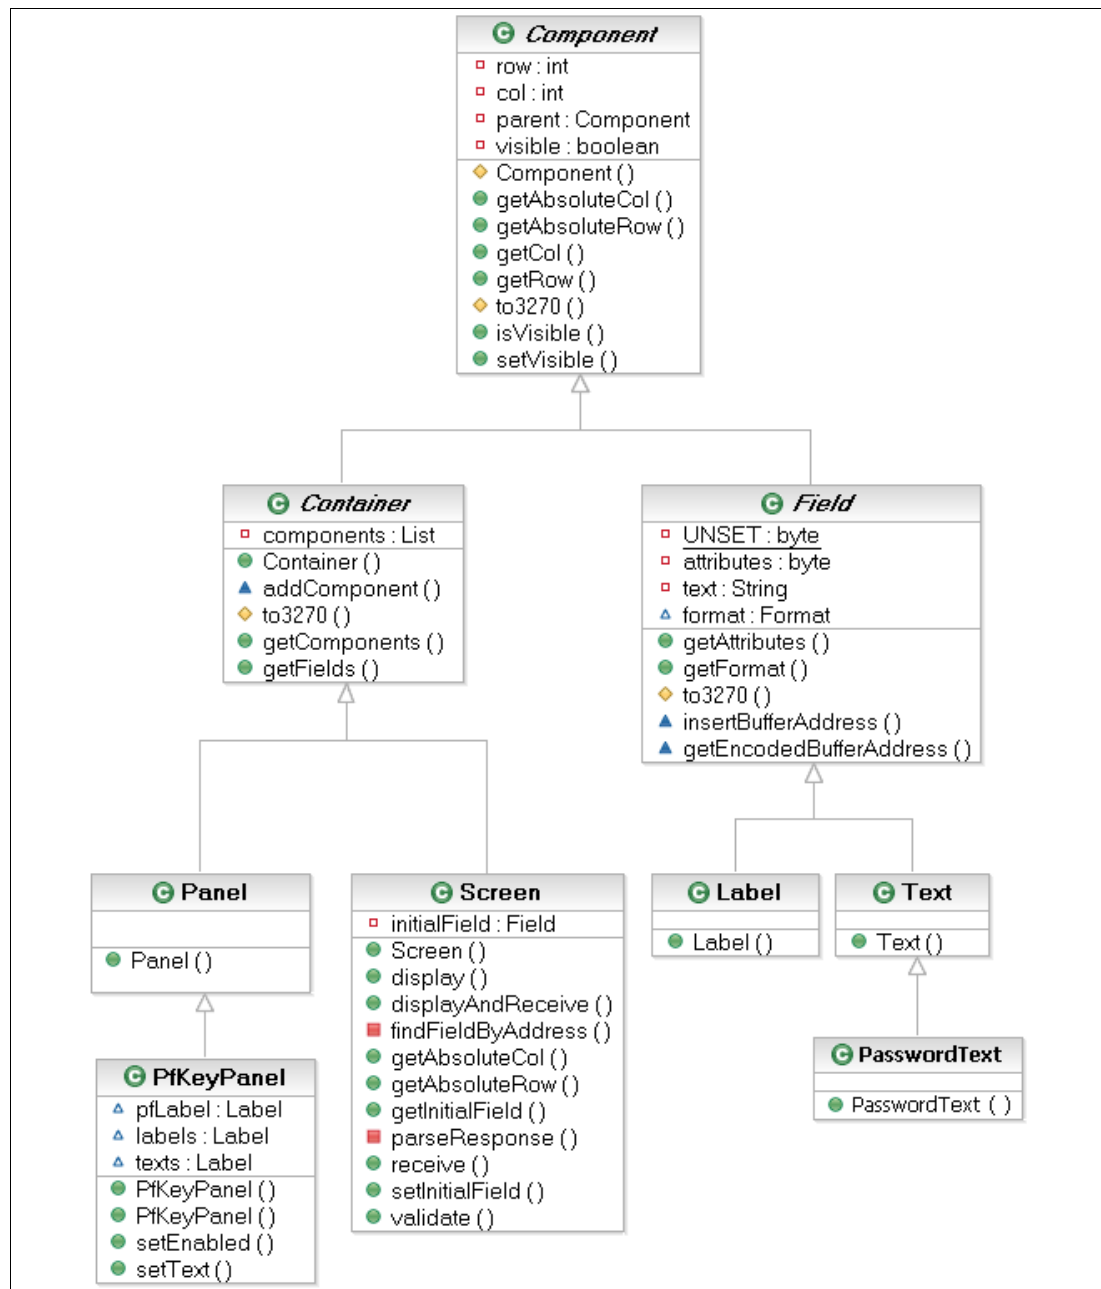 Component
row : int
col : int
parent : Component
visible : boolean
Component ( )
getAbsoluteCol ( )
getAbsoluteRow ( )
getCol ( )
getRow ( )
to3270 ( )
isVisible ( )
setVisible ( )
Container
components : List
Container ( )
addComponent ( )
to3270 ( )
getComponents ( )
getFields ( )
Field
UNSET : byte
attributes : byte
text : String
format : Format
getAttributes ( )
getFormat ( )
to3270 ( )
insertBufferAddress ( )
getEncodedBufferAddress ( )
Panel
Panel ( )
Screen
initialField : Field
Screen ( )
display ( )
displayAndReceive ( )
findFieldByAddress ( )
getAbsoluteCol ( )
getAbsoluteRow ( )
getInitialField ( )
parseResponse ( )
receive ( )
setInitialField ( )
validate ( )
Label
Label ( )
Text
Text ( )
PfKeyPanel
pfLabel : Label
labels : Label
texts : Label
PfKeyPanel ( )
PfKeyPanel ( )
setEnabled ( )
setText ( )
PasswordText
PasswordText ( )